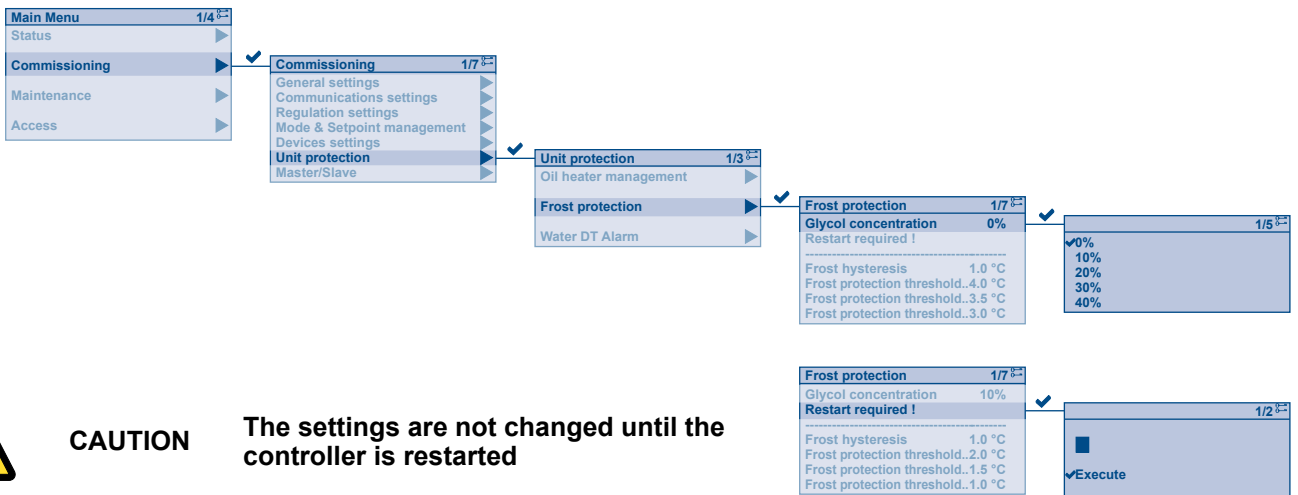 Main Menu 1/4
Status
Commissioning
Maintenance
Access
Commissioning 1/7
General settings
Communications settings
Regulation settings
Mode & Setpoint management
Devices settings
Unit protection
Master/Slave
Unit protection 1/3
Oil heater management
Frost protection
Water DT Alarm
Frost protection 1/7
Glycol concentration 0%
Restart required !
Frost hysteresis 1.0 °C
Frost protection threshold..4.0 °C
Frost protection threshold..3.5 °C
Frost protection threshold..3.0 °C
1/5
✔0%
10%
20%
30%
40%
CAUTION
The settings are not changed until the
controller is restarted
Frost protection 1/7
Glycol concentration 10%
Restart required !
Frost hysteresis 1.0 °C
Frost protection threshold..2.0 °C
Frost protection threshold..1.5 °C
Frost protection threshold..1.0 °C
1/2
✔Execute